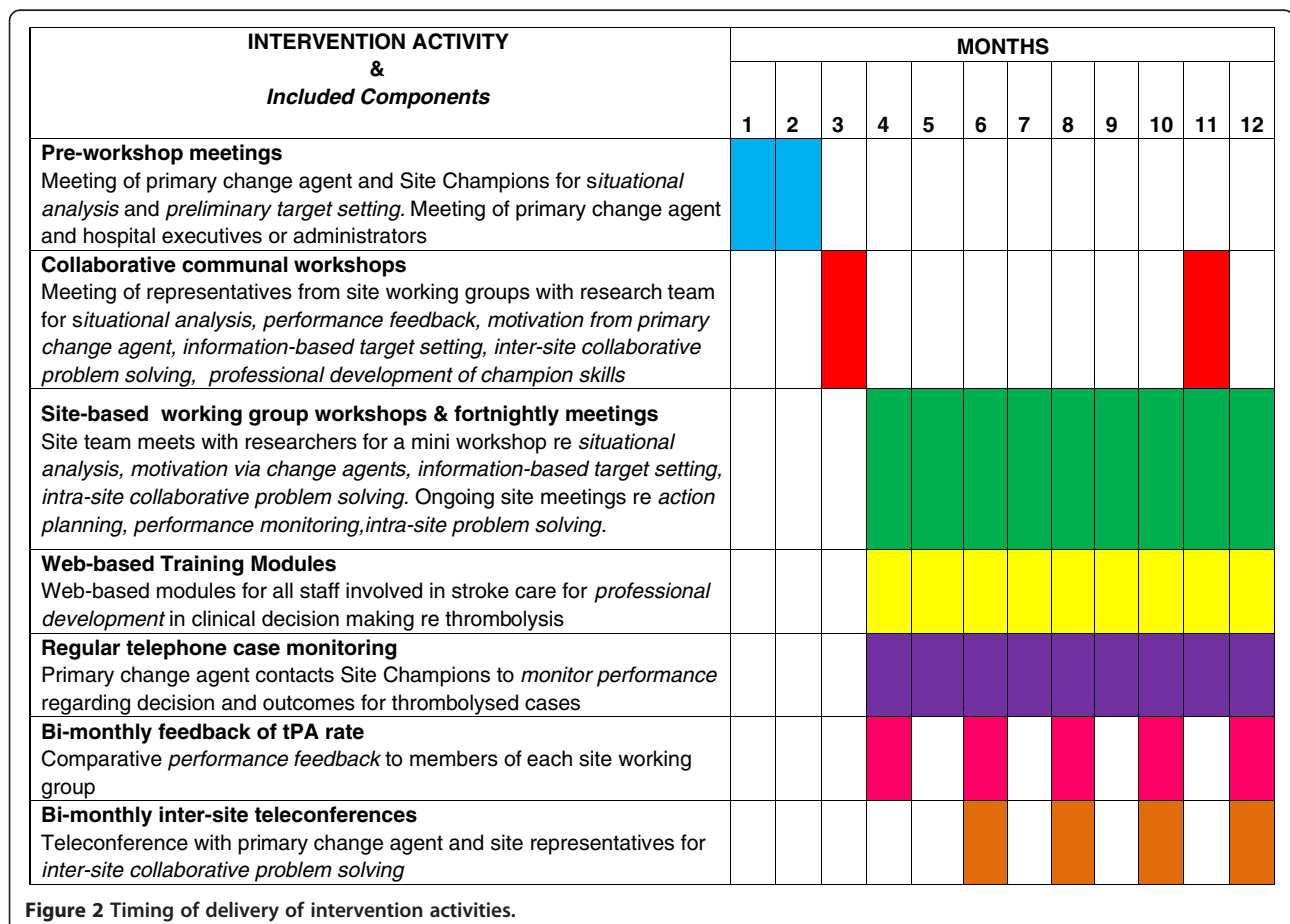 INTERVENTION ACTIVITY
&
Included Components
MONTHS
1 2 3 4 5 6 7 8 9 10 11 12
Pre-workshop meetings
Meeting of primary change agent and Site Champions for situational
analysis and preliminary target setting. Meeting of primary change agent
and hospital executives or administrators
Collaborative communal workshops
Meeting of representatives from site working groups with research team
for situational analysis, performance feedback, motivation from primary
change agent, information-based target setting, inter-site collaborative
problem solving, professional development of champion skills
Site-based working group workshops & fortnightly meetings
Site team meets with researchers for a mini workshop re situational
analysis, motivation via change agents, information-based target setting,
intra-site collaborative problem solving. Ongoing site meetings re action
planning, performance monitoring,intra-site problem solving.
Web-based Training Modules
Web-based modules for all staff involved in stroke care for professional
development in clinical decision making re thrombolysis
Regular telephone case monitoring
Primary change agent contacts Site Champions to monitor performance
regarding decision and outcomes for thrombolysed cases
Bi-monthly feedback of tPA rate
Comparative performance feedback to members of each site working
group
Bi-monthly inter-site teleconferences
Teleconference with primary change agent and site representatives for
inter-site collaborative problem solving
Figure 2 Timing of delivery of intervention activities.